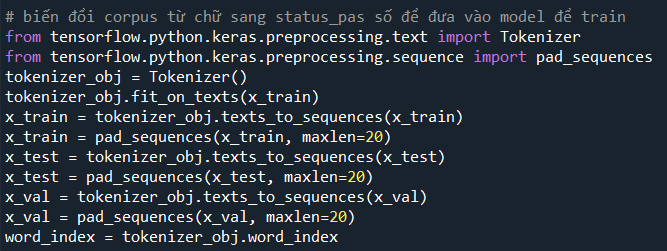 # biến đổi corpus từ chữ sang status_pas số để đưa vào model để train
from tensorflow.python.keras.preprocessing.text import Tokenizer
from tensorflow.python.keras.preprocessing.sequence import pad_sequences
tokenizer_obj = Tokenizer()
tokenizer_obj.fit_on_texts(x_train)
x_train = tokenizer_obj.texts_to_sequences(x_train)
x_train = pad_sequences(x_train, maxlen=20)
x_test = tokenizer_obj.texts_to_sequences(x_test)
x_test = pad_sequences(x_test, maxlen=20)
x_val = tokenizer_obj.texts_to_sequences(x_val)
x_val = pad_sequences(x_val, maxlen=20)
word_index = tokenizer_obj.word_index